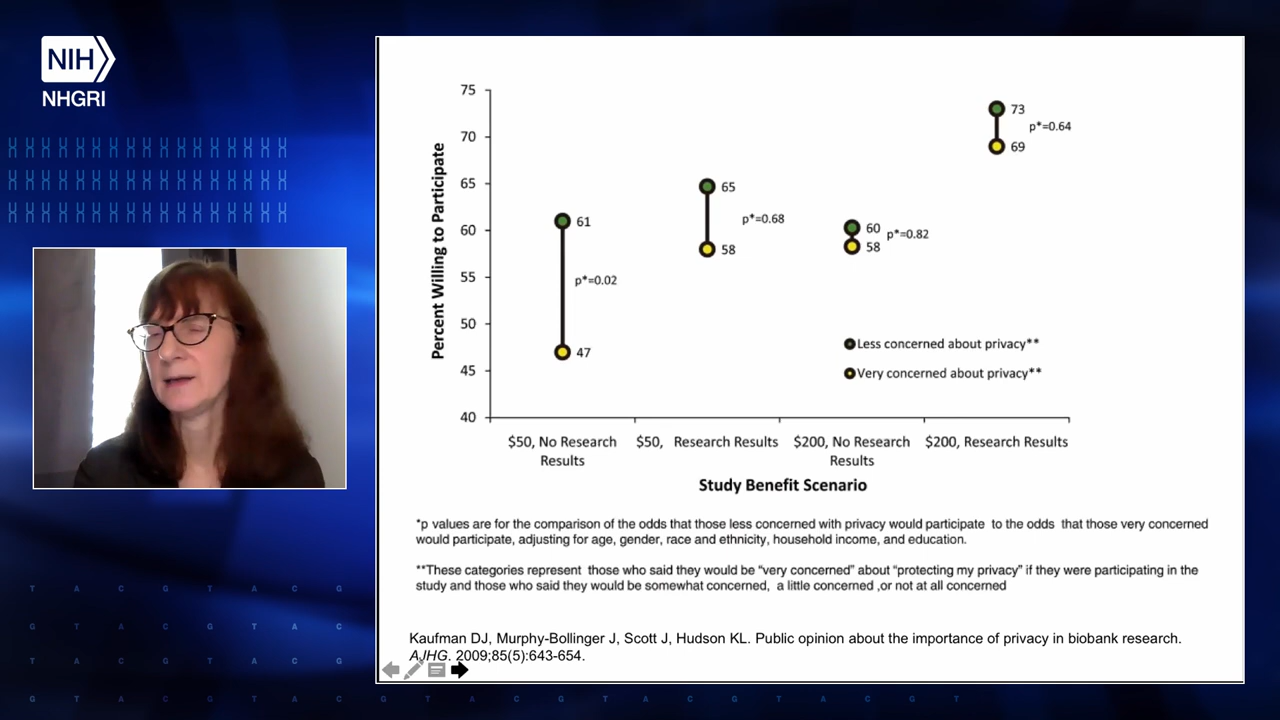 NIH
NHGRI
75
70
65
60
55
50
45
40
Percent Willing to Participate
61
p*=0.02
47
65
p*=0.68
58
60
p*=0.82
58
73
p*=0.64
69
Less concerned about privacy**
Very concerned about privacy**
$50, No Research
Results
$50, Research Results
$200, No Research
Results
$200, Research Results
Study Benefit Scenario
*p values are for the comparison of the odds that those less concerned with privacy would participate to the odds that those very concerned
would participate, adjusting for age, gender, race and ethnicity, household income, and education.
**These categories represent those who said they would be “very concerned” about “protecting my privacy” if they were participating in the
study and those who said they would be somewhat concerned, a little concerned ,or not at all concerned
Kaufman DJ, Murphy-Bollinger J, Scott J, Hudson KL. Public opinion about the importance of privacy in biobank research.
AJHG. 2009;85(5):643-654.
T A C G T A C G
G T A C G T A C
T A C G T A C G
G T A C G T A C G T A C G T A C G T A C G T